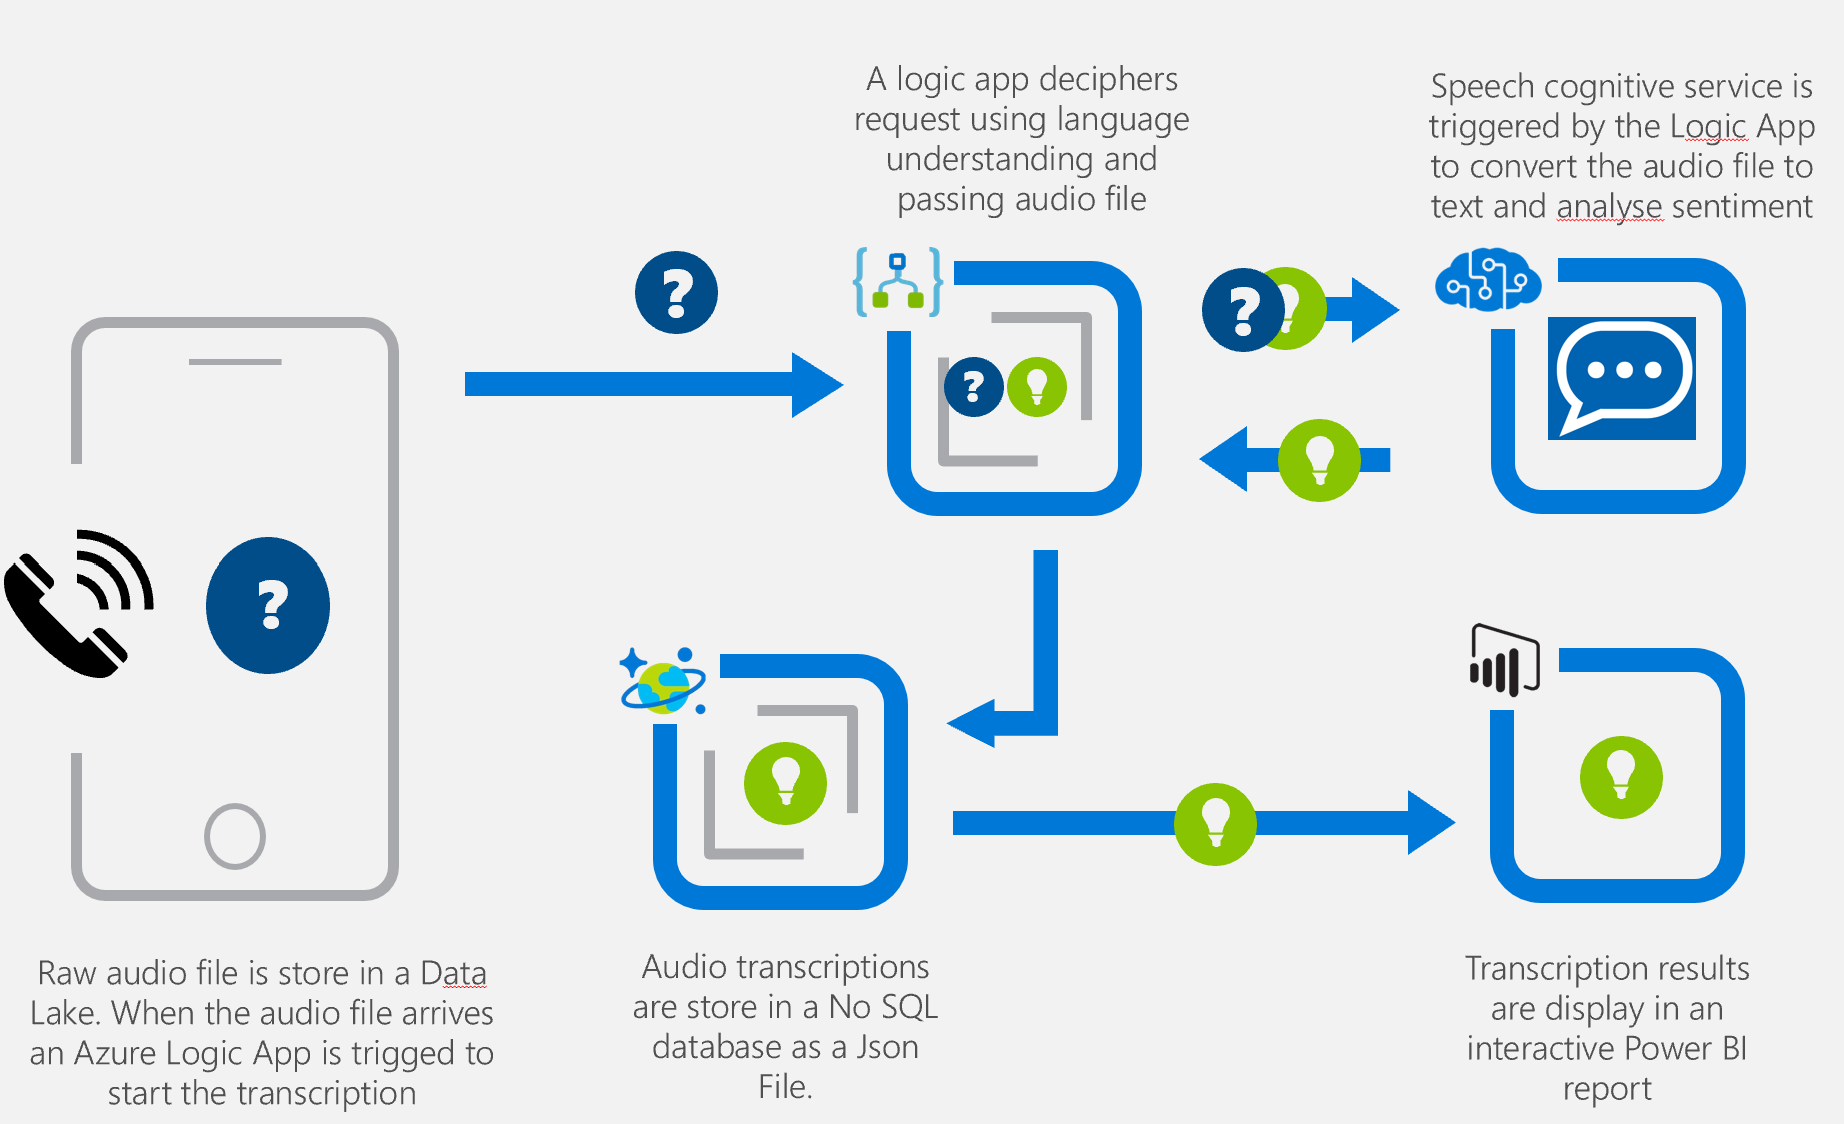 A logic app deciphers
request using language
understanding and
passing audio file
Speech cognitive service is
triggered by the Logic App
to convert the audio file to
text and analyse sentiment
?
?
?
?
Raw audio file is store in a Data
Lake. When the audio file arrives
an Azure Logic App is trigged to
start the transcription
Audio transcriptions
are store in a No SQL
database as a Json
File.
Transcription results
are display in an
interactive Power BI
report